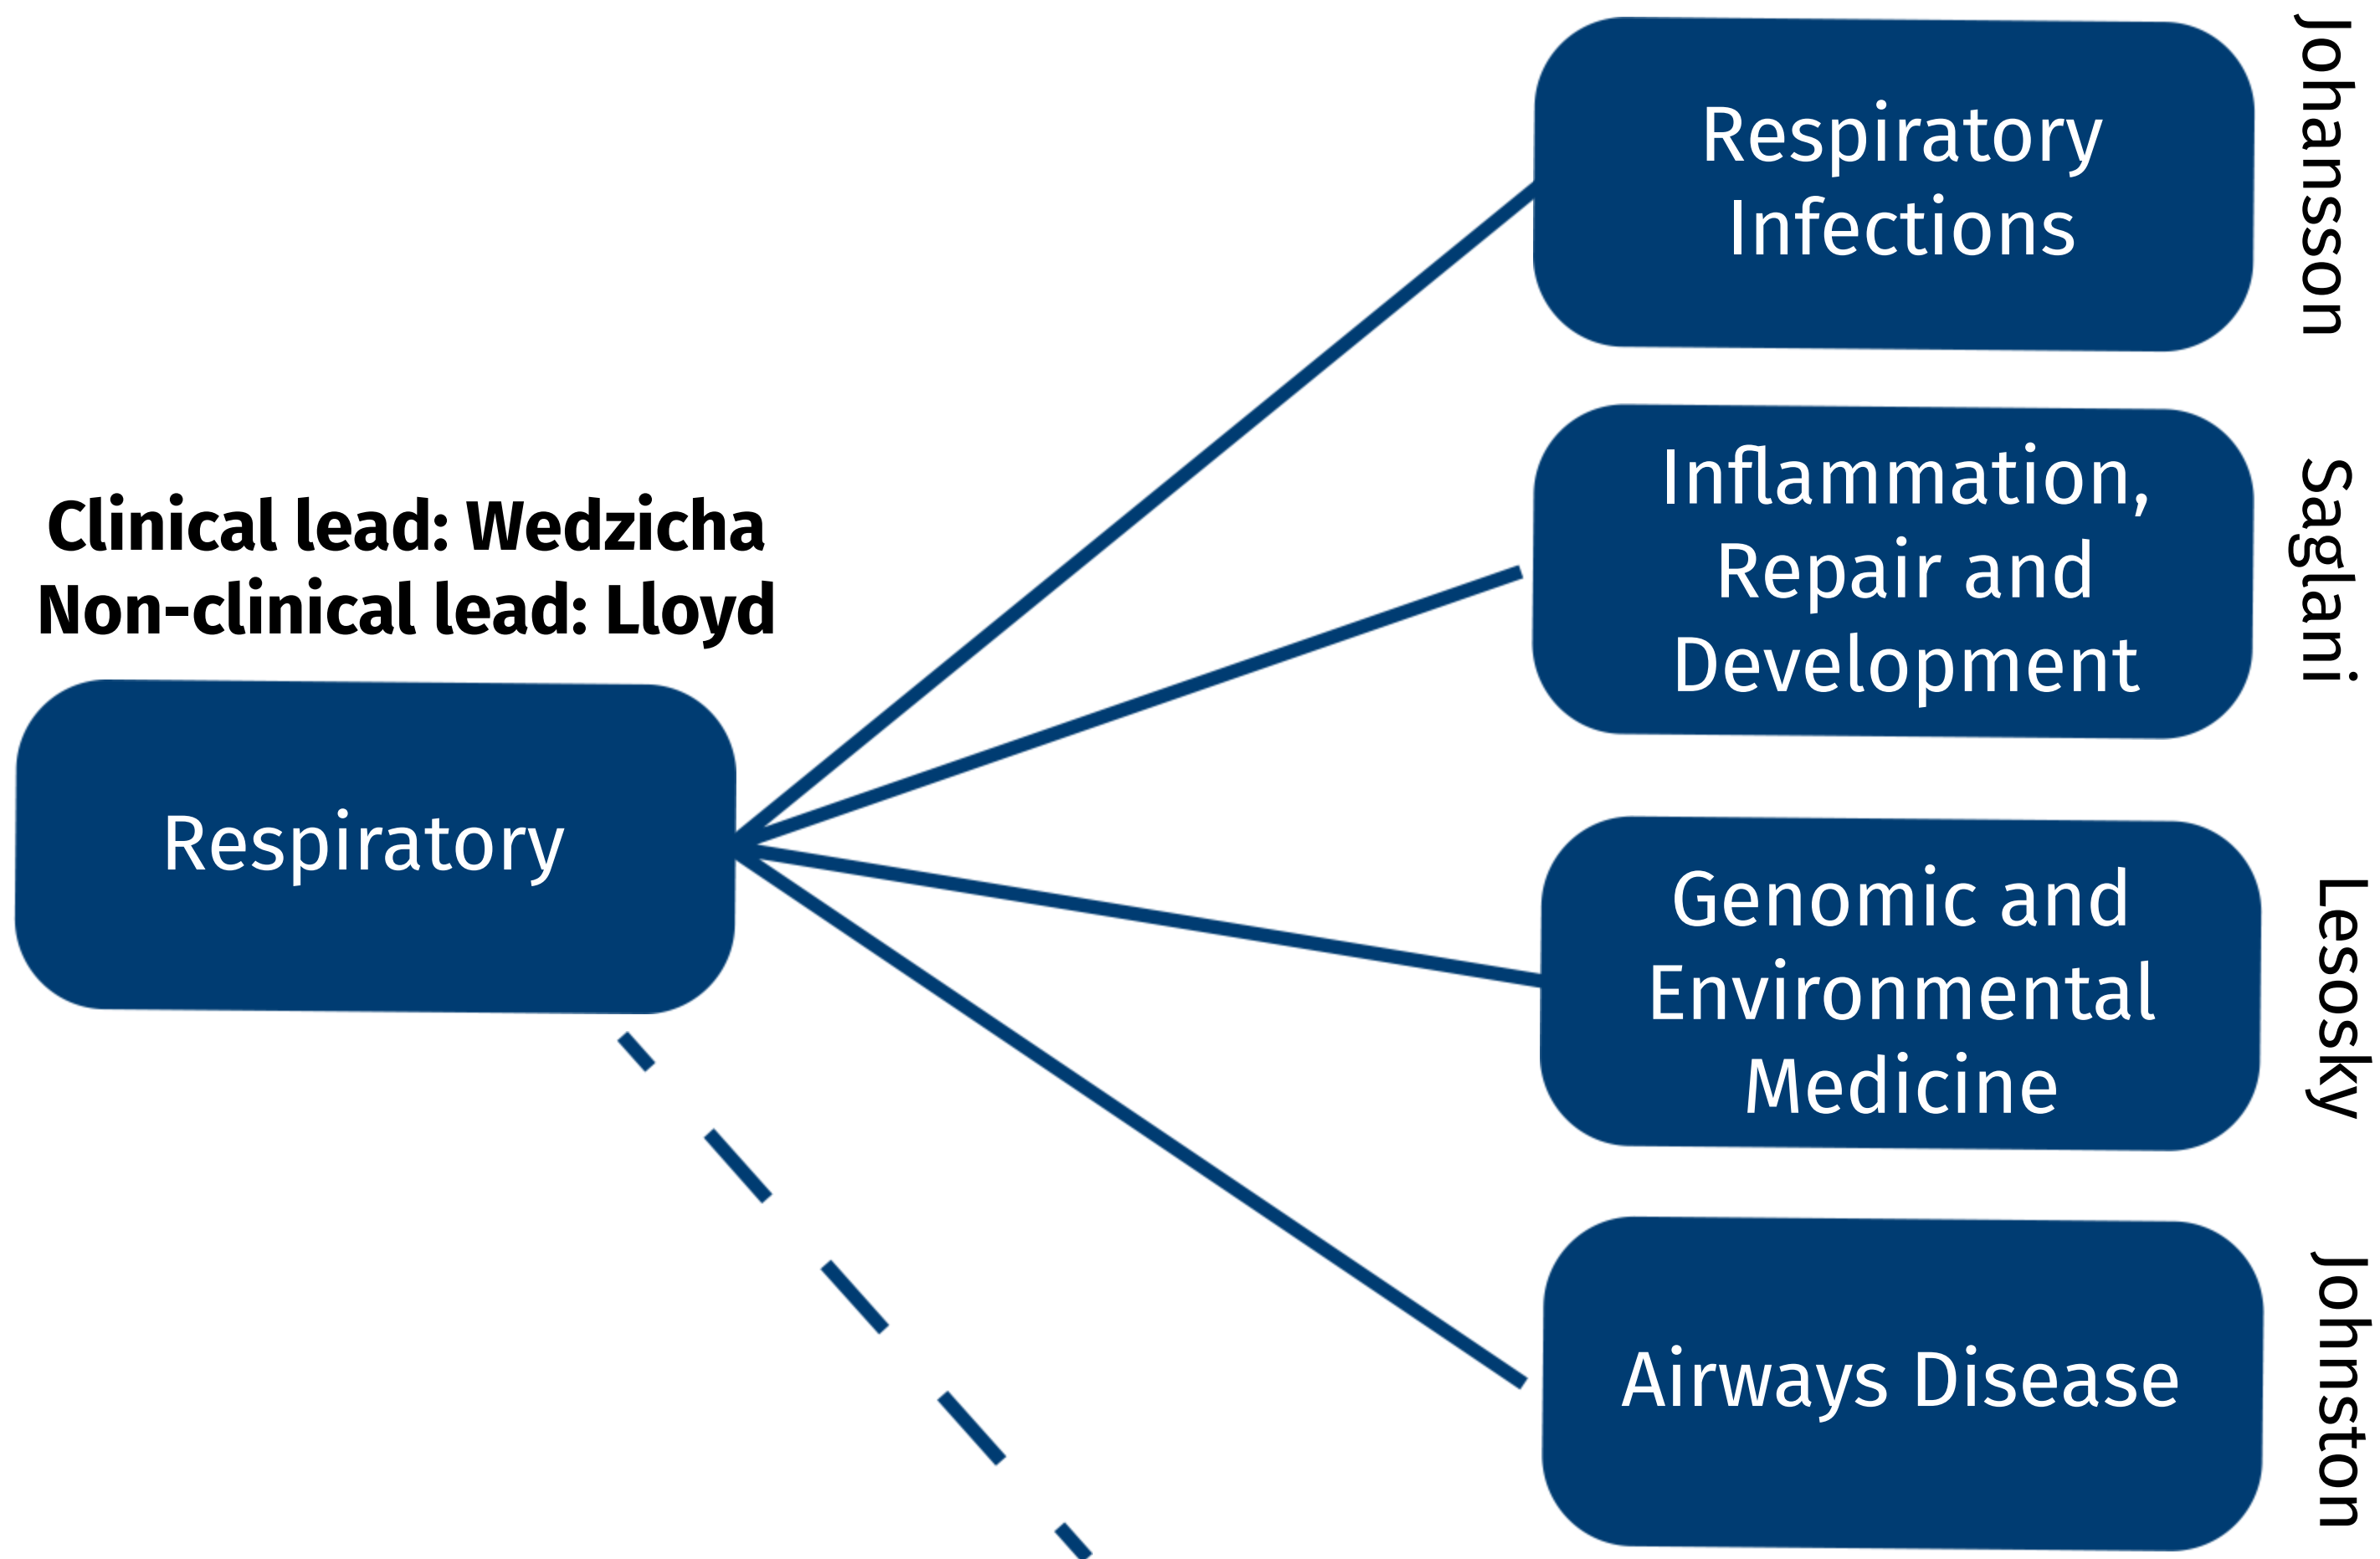 Clinical lead: Wedzicha
Non-clinical lead: Lloyd
Respiratory
Respiratory
Infections
Johansson
Inflammation,
Repair and
Development
Saglani
Genomic and
Environmental
Medicine
Lesosky
Airways Disease
Johnston